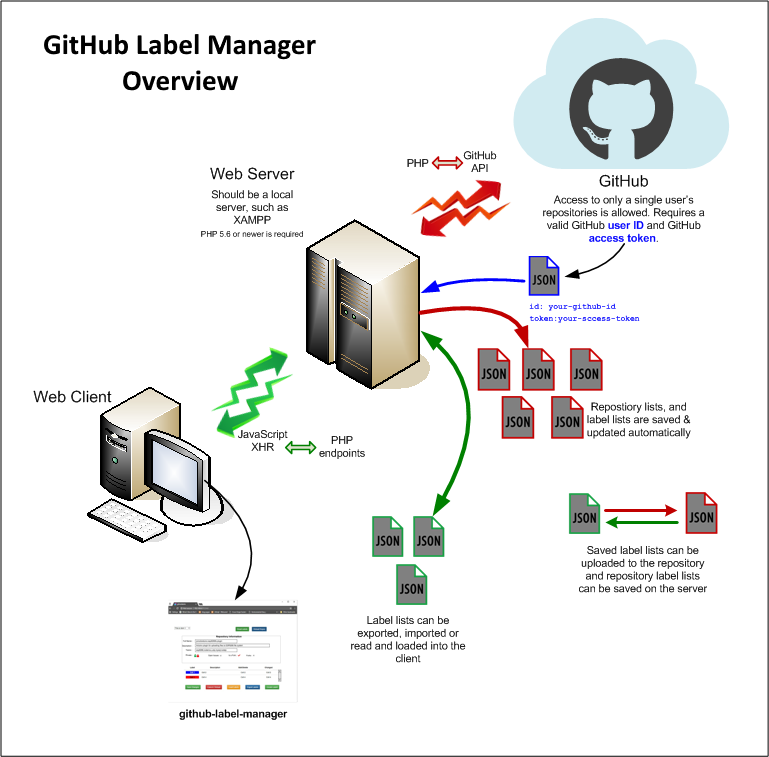 GitHub Label Manager
Overview
PHP
GitHub
API
Web Server
Should be a local
server, such as
XAMPP
PHP 5.6 or newer is required
GitHub
Access to only a single user's
repositories is allowed. Requires a
valid GitHub user ID and GitHub
access token.
JSON
id: your-github-id
token:your-sccess-token
JSON
JSON
JSON
JSON
JSON
Repostiory lists, and
label lists are saved &
updated automatically
Web Client
JavaScript
XHR
PHP
endpoints
JSON
JSON
JSON
Label lists can be
exported, imported or
read and loaded into the
client
JSON
JSON
Saved label lists can be
uploaded to the repository
and repository label lists
can be saved on the server
Repository Information
github-label-manager